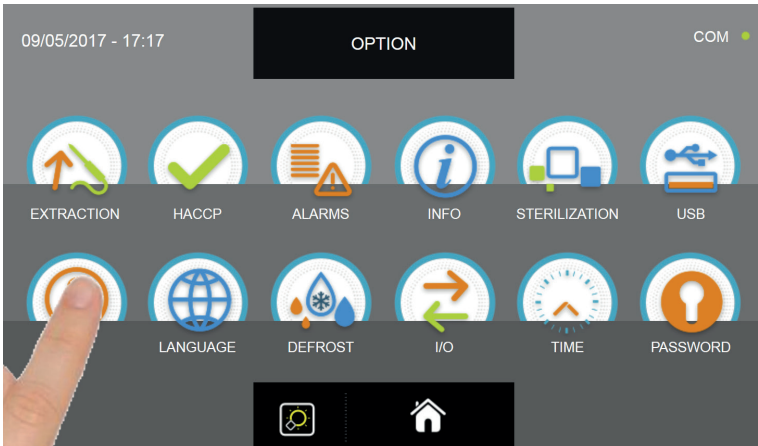 09/05/2017 - 17:17
OPTION
COM
EXTRACTION
HACCP
ALARMS
INFO
STERILIZATION
USB
LANGUAGE
DEFROST
I/O
TIME
PASSWORD